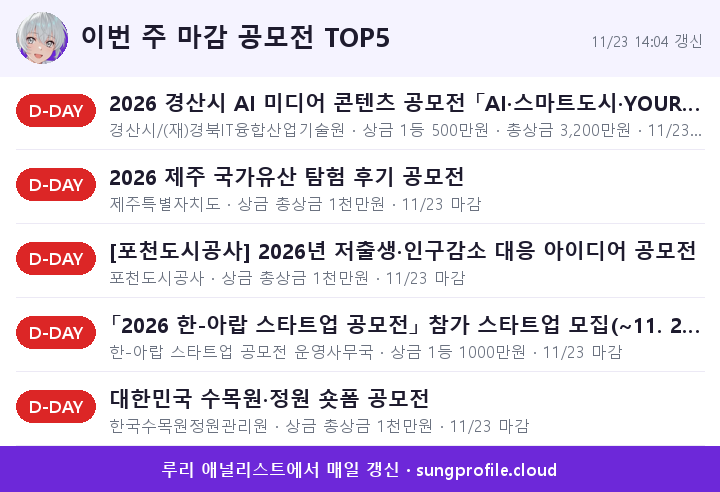 이번 주 마감 공모전 TOP5
11/23 14:04 갱신
D-DAY
2026 경산시 AI 미디어 콘텐츠 공모전 「AI·스마트도시·YOUR...
경산시/(재)경북IT융합산업기술원 · 상금 1등 500만원 · 총상금 3,200만원 · 11/23...
D-DAY
2026 제주 국가유산 탐험 후기 공모전
제주특별자치도 · 상금 총상금 1천만원 · 11/23 마감
D-DAY
[포천도시공사] 2026년 저출생·인구감소 대응 아이디어 공모전
포천도시공사 · 상금 총상금 1천만원 · 11/23 마감
D-DAY
「2026 한-아랍 스타트업 공모전」 참가 스타트업 모집(~11. 2...
한-아랍 스타트업 공모전 운영사무국 · 상금 1등 1000만원 · 11/23 마감
D-DAY
대한민국 수목원·정원 숏폼 공모전
한국수목원정원관리원 · 상금 총상금 1천만원 · 11/23 마감
루리 애널리스트에서 매일 갱신 · sungprofile.cloud